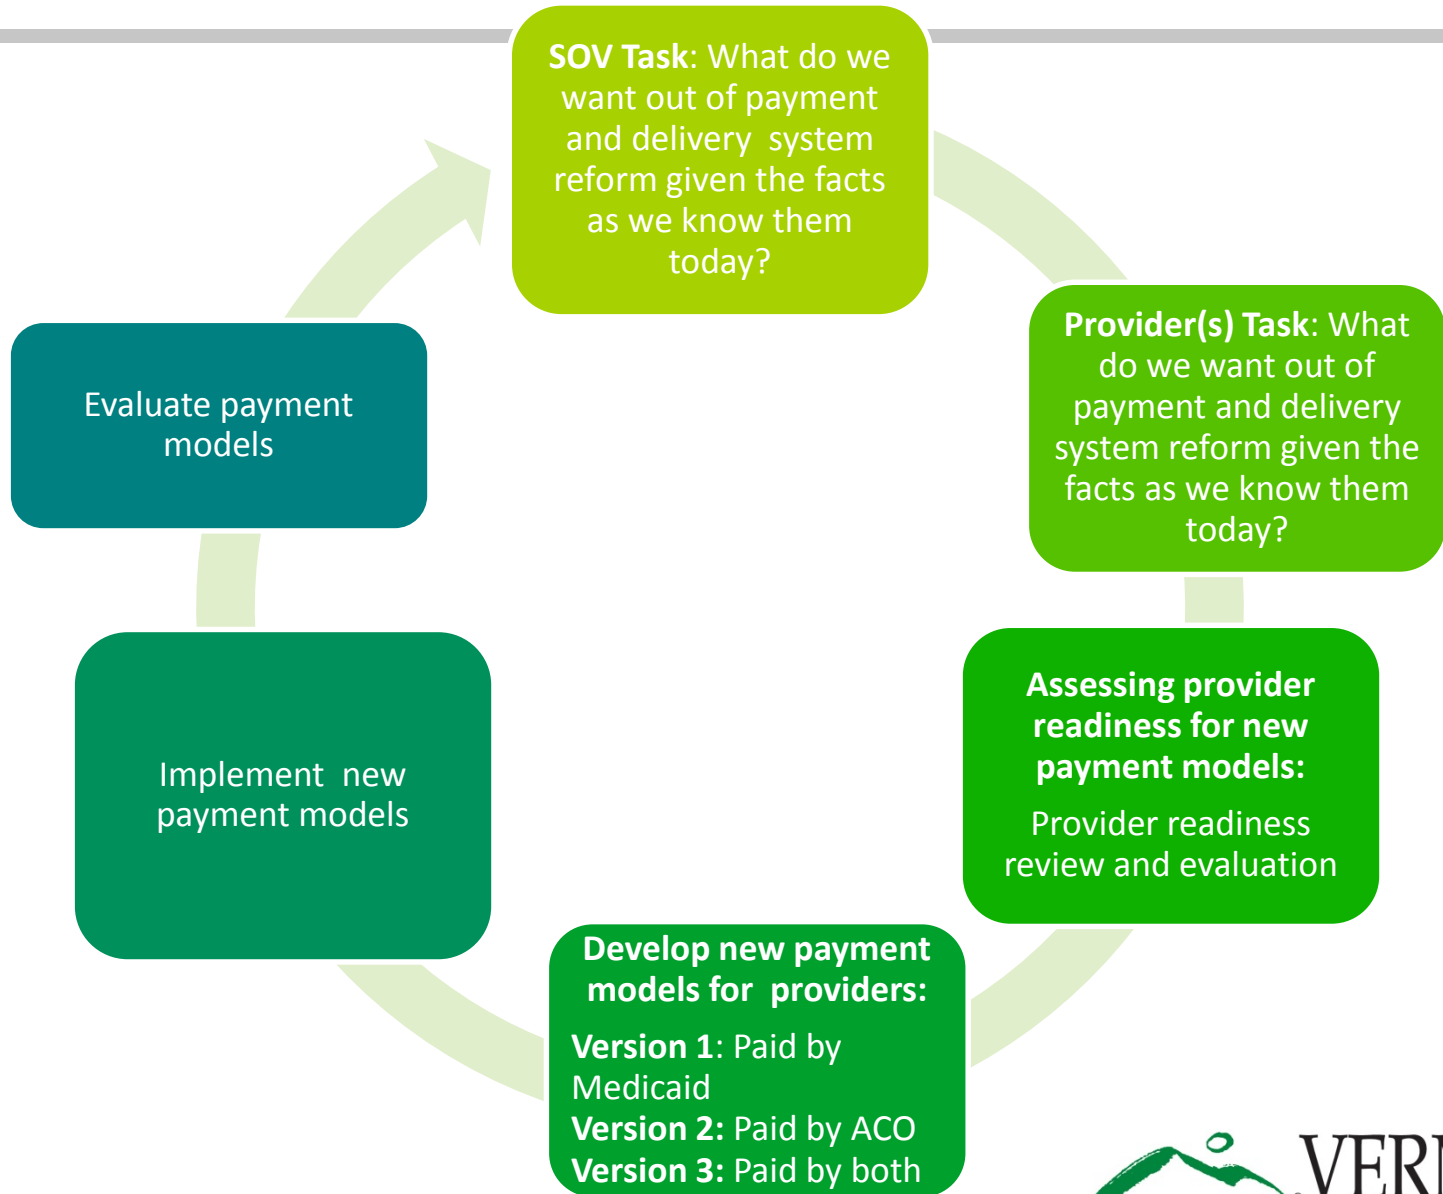 SOV Task: What do we
want out of payment
and delivery system
reform given the facts
as we know them
today?
Provider(s) Task: What
do we want out of
payment and delivery
system reform given the
facts as we know them
today?
Assessing provider
readiness for new
payment models:
Provider readiness
review and evaluation
Develop new payment
models for providers:
Version 1: Paid by
Medicaid
Version 2: Paid by ACO
Version 3: Paid by both
Implement new
payment models
Evaluate payment
models